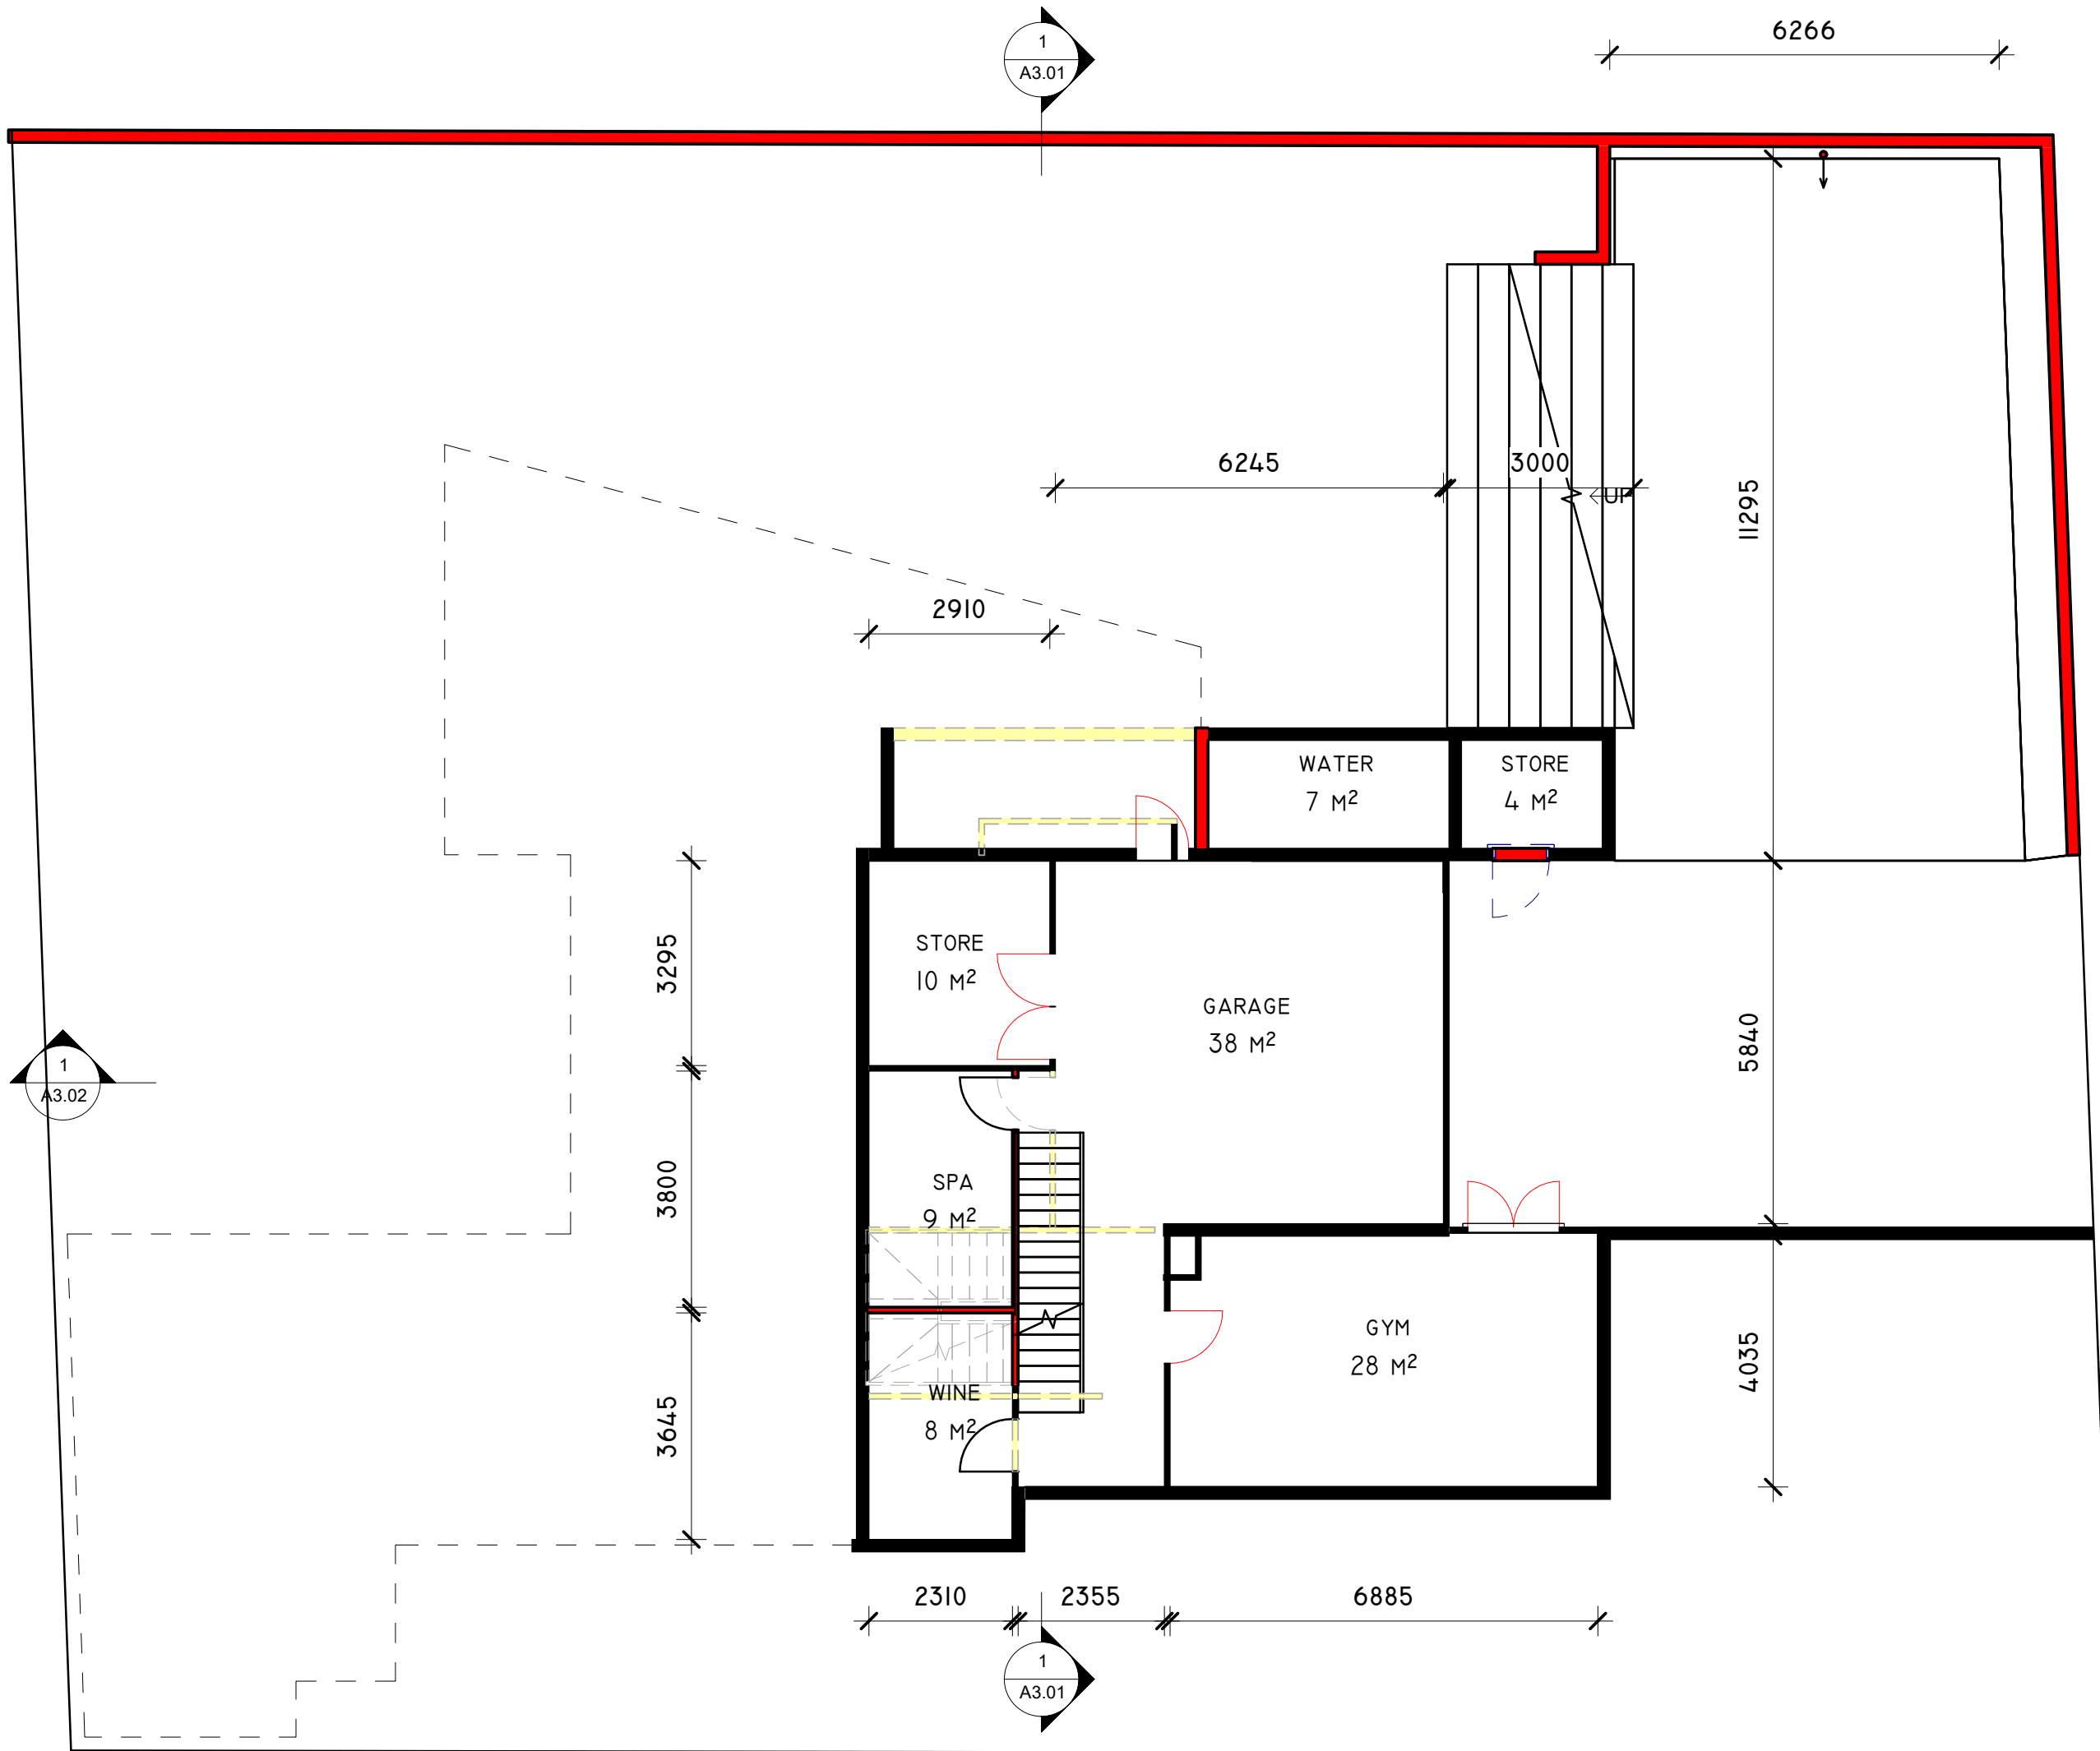 6266
1
A3.01
6245
3000
UP
11295
2910
WATER
7 M²
STORE
4 M²
STORE
10 M²
3295
GARAGE
38 M²
5840
1
A3.02
SPA
9 M²
3800
GYM
28 M²
4035
WINE
8 M²
3645
2310
2355
6885
1
A3.01